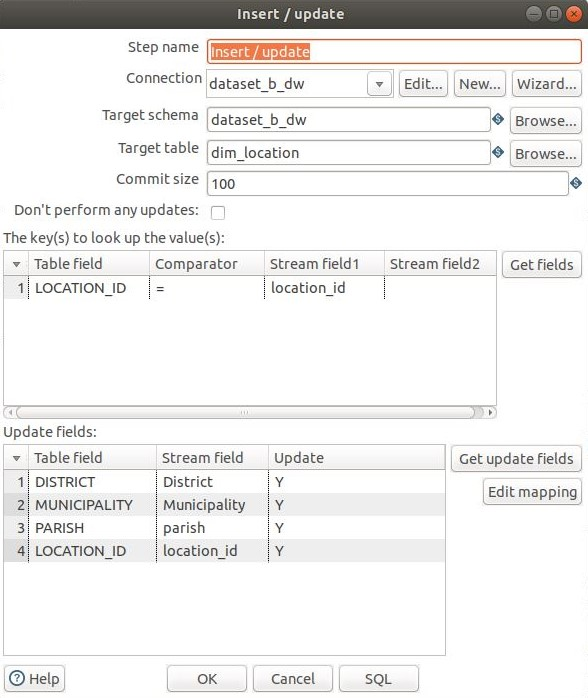 Insert / update
Step name Insert / update
Connection dataset_b_dw Edit... New... Wizard...
Target schema dataset_b_dw Browse...
Target table dim_location Browse...
Commit size 100
Don't perform any updates:
The key(s) to look up the value(s):
Table field Comparator Stream field1 Stream field2 Get fields
1 LOCATION_ID = location_id
Update fields:
Table field Stream field Update Get update fields
1 DISTRICT District Y
2 MUNICIPALITY Municipality Y Edit mapping
3 PARISH parish Y
4 LOCATION_ID location_id Y
Help OK Cancel SQL